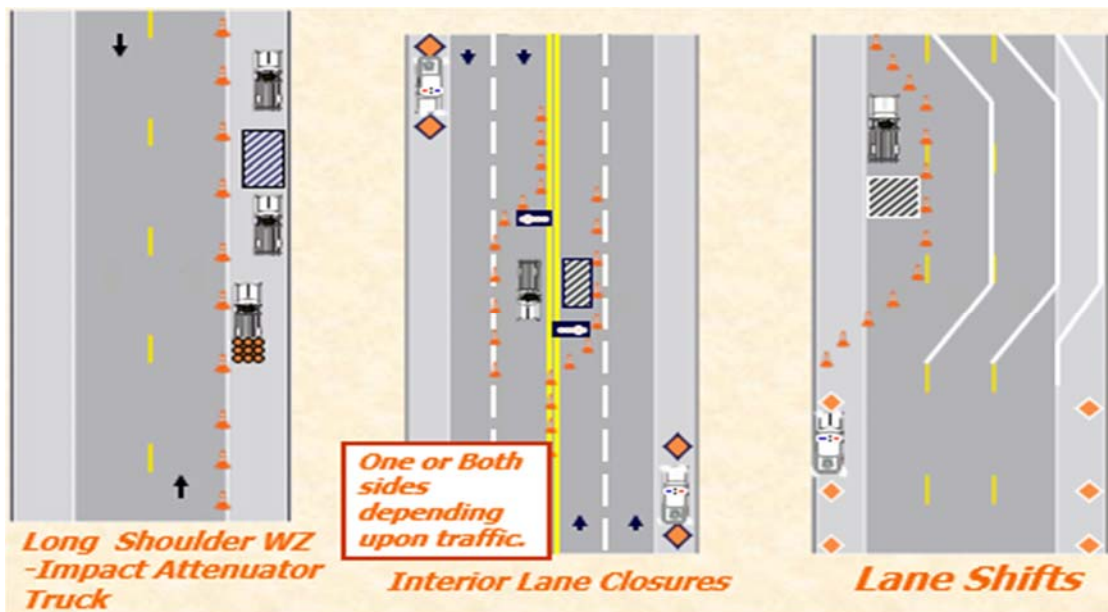 Long Shoulder WZ
-Impact Attenuator
Truck
One or Both
sides
depending
upon traffic.
Interior Lane Closures
Lane Shifts